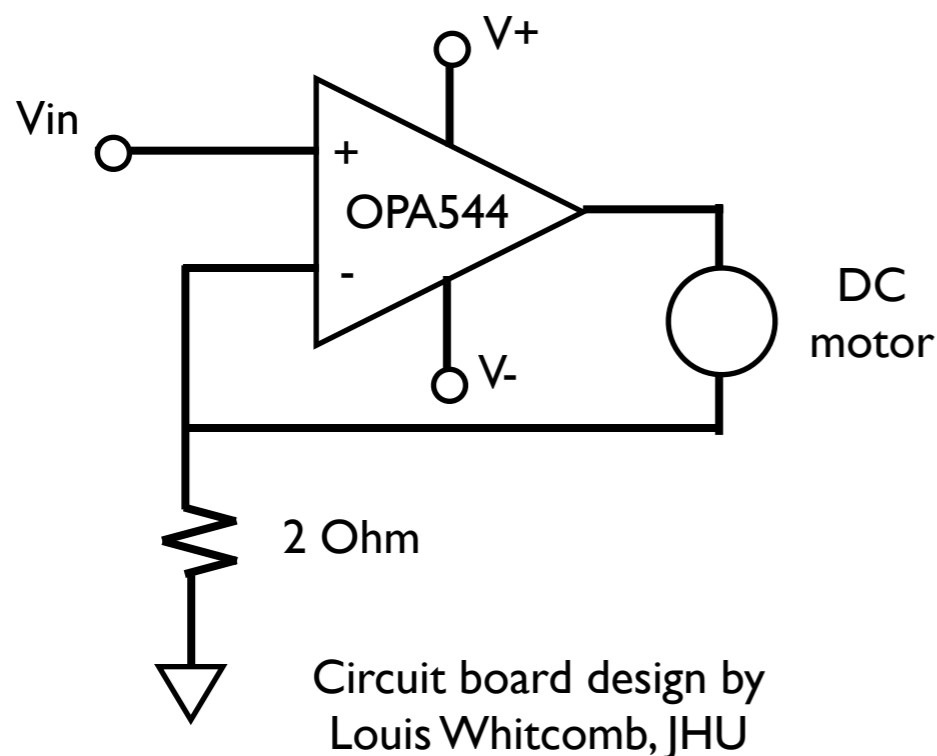 V+
Vin
+
OPA544
-
DC
motor
V-
2 Ohm
Circuit board design by
Louis Whitcomb, JHU